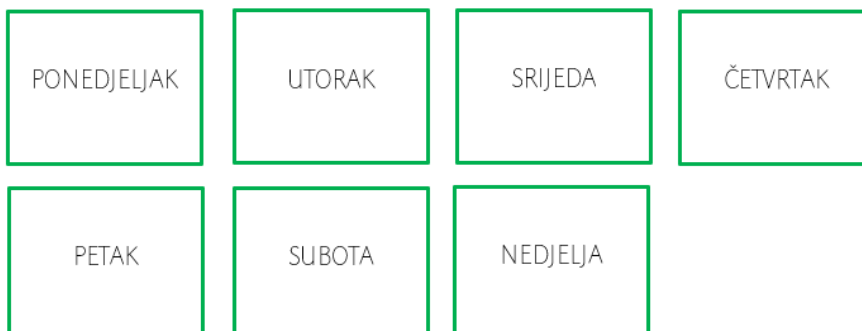 PONEDJELJAK UTORAK SRIJEDA ČETVRTAK
PETAK SUBOTA NEDJELJA